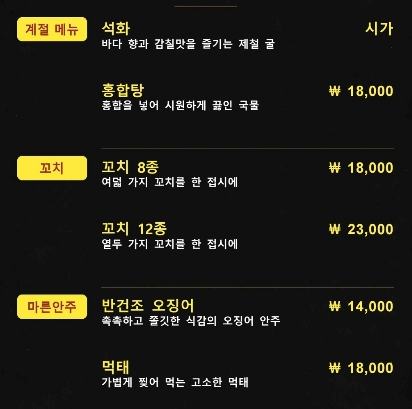 계절 메뉴
석화 시가
바다 향과 감칠맛을 즐기는 제철 굴
홍합탕 ₩ 18,000
홍합을 넣어 시원하게 끓인 국물
꼬치
꼬치 8종 ₩ 18,000
여덟 가지 꼬치를 한 접시에
꼬치 12종 ₩ 23,000
열두 가지 꼬치를 한 접시에
마른안주
반건조 오징어 ₩ 14,000
촉촉하고 쫄깃한 식감의 오징어 안주
먹태 ₩ 18,000
가볍게 찢어 먹는 고소한 먹태